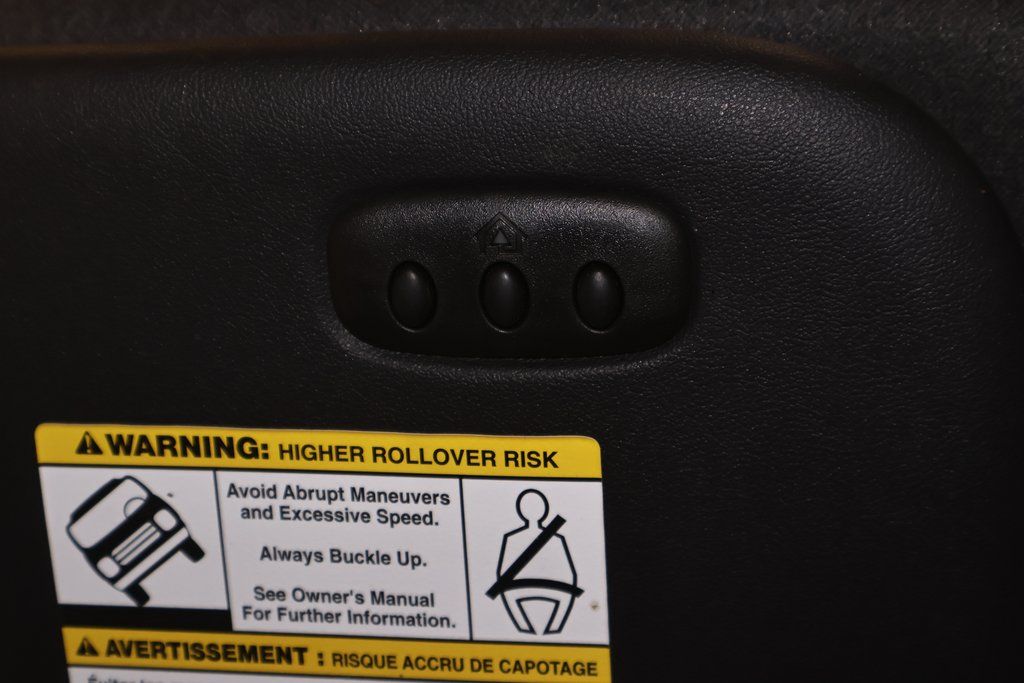 WARNING: HIGHER ROLLOVER RISK
Avoid Abrupt Maneuvers
and Excessive Speed.
Always Buckle Up.
See Owner's Manual
For Further Information.
AVERTISSEMENT : RISQUE ACCRU DE CAPOTAGE